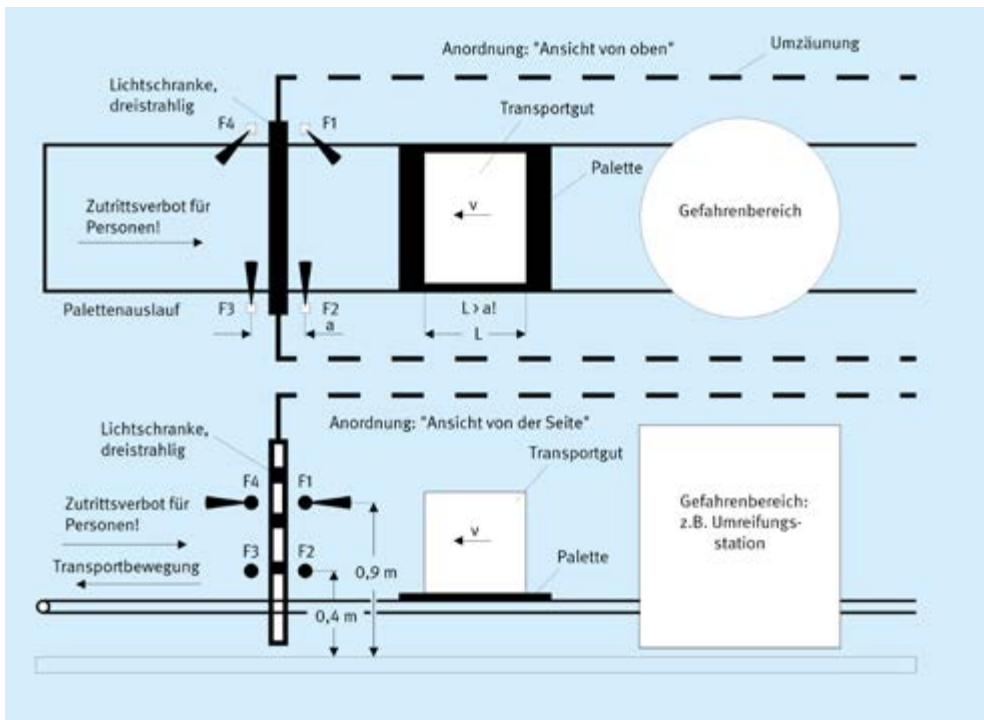 Anordnung: "Ansicht von oben"
Umzäunung
Lichtschranke,
dreistrahlig
Transportgut
F4
F1
Palette
v
Zutrittsverbot für
Personen!
Gefahrenbereich
Palettenauslauf
F3
F2
a
L > a!
L
Anordnung: "Ansicht von der Seite"
Lichtschranke,
dreistrahlig
Transportgut
F4
F1
Zutrittsverbot für
Personen!
Gefahrenbereich:
z.B. Umreifungs-
station
v
F3
F2
Transportbewegung
Palette
0,9 m
0,4 m